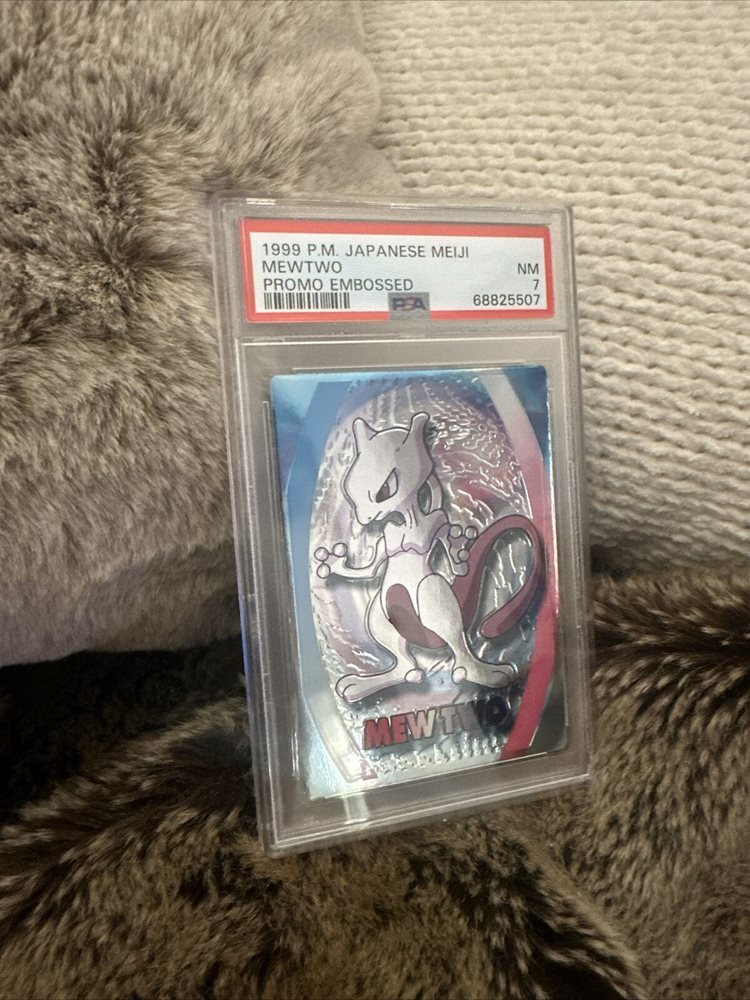 1999 P.M. JAPANESE MEIJI
MEWTWO NM
PROMO EMBOSSED 7
PSA 68825507
MEWTWO